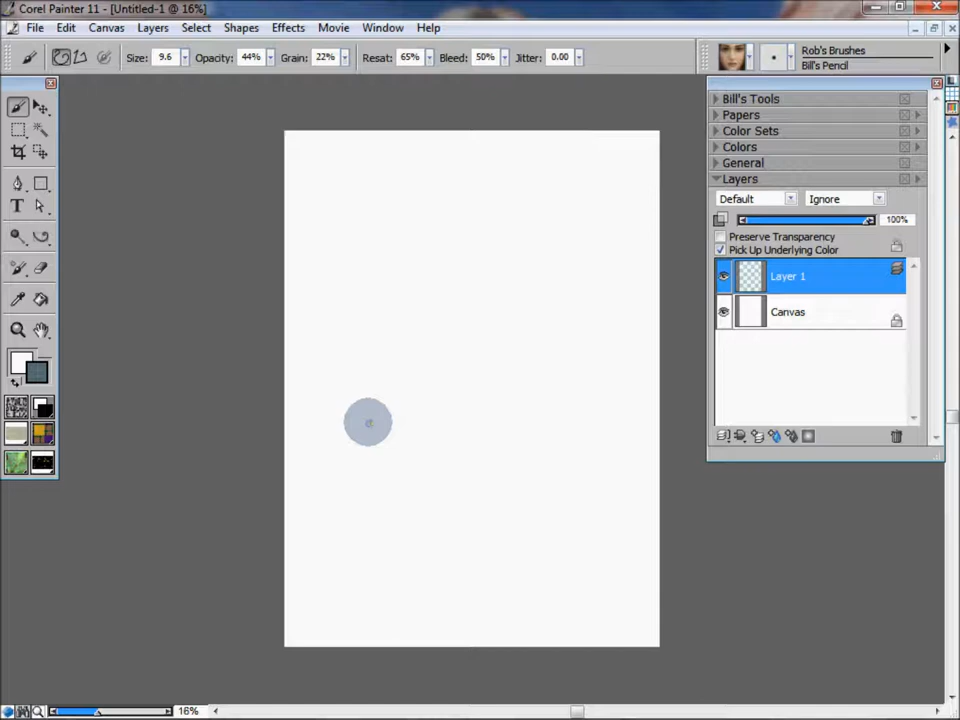 Corel Painter 11 - [Untitled-1 @ 16%]
File Edit Canvas Layers Select Shapes Effects Movie Window Help
Size: 9.6 Opacity: 44% Grain: 22% Resat: 65% Bleed: 50% Jitter: 0.00
Rob's Brushes
Bill's Pencil
Bill's Tools
Papers
Color Sets
Colors
General
Layers
Default Ignore
100%
Preserve Transparency
Pick Up Underlying Color
Layer 1
Canvas
T
16%